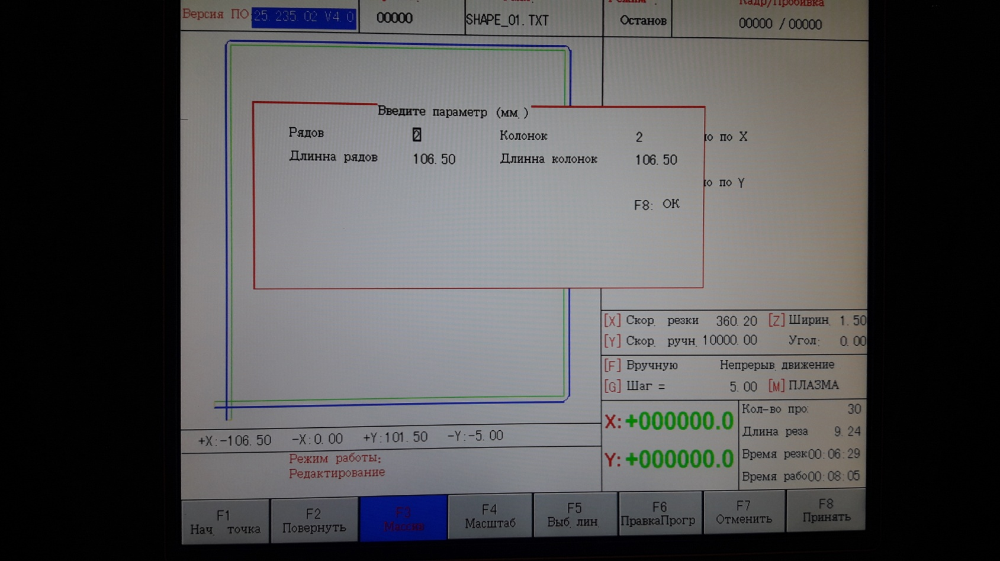 Версия ПО 25.235.02 V4.0
00000
SHAPE_01.TXT
Останов
Кадр/Пробивка
00000 /00000
Введите параметр (мм.)
Рядов 2 Колонок 2
Длинна рядов 106.50 Длинна колонок 106.50
F8: ОК
по X
по Y
[X] Скор. резки 360.20 [Z] Ширин. 1.50
[Y] Скор. ручн. 10000.00 Угол: 0.00
[F] Вручную Непрерыв. движение
[G] Шаг = 5.00 [M] ПЛАЗМА
X:+000000.0
Y:+000000.0
Кол-во про: 30
Длина реза 9.24
Время резк00:06:29
Время рабо00:08:05
+X:-106.50 -X:0.00 +Y:101.50 -Y:-5.00
Режим работы:
Редактирование
F1 Нач. точка
F2 Повернуть
F3 Массив
F4 Масштаб
F5 Выб. лин.
F6 ПравкаПрогр
F7 Отменить
F8 Принять